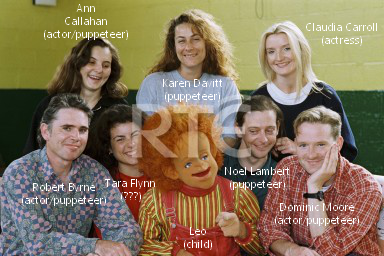 Ann
Callahan
(actor/puppeteer)
Claudia Carroll
(actress)
Karen Davitt
(puppeteer)
RTÉ
Robert Byrne
(actor/puppeteer)
Tara Flynn
(???)
Noel Lambert
(puppeteer)
Dominic Moore
(actor/puppeteer)
Leo
(child)